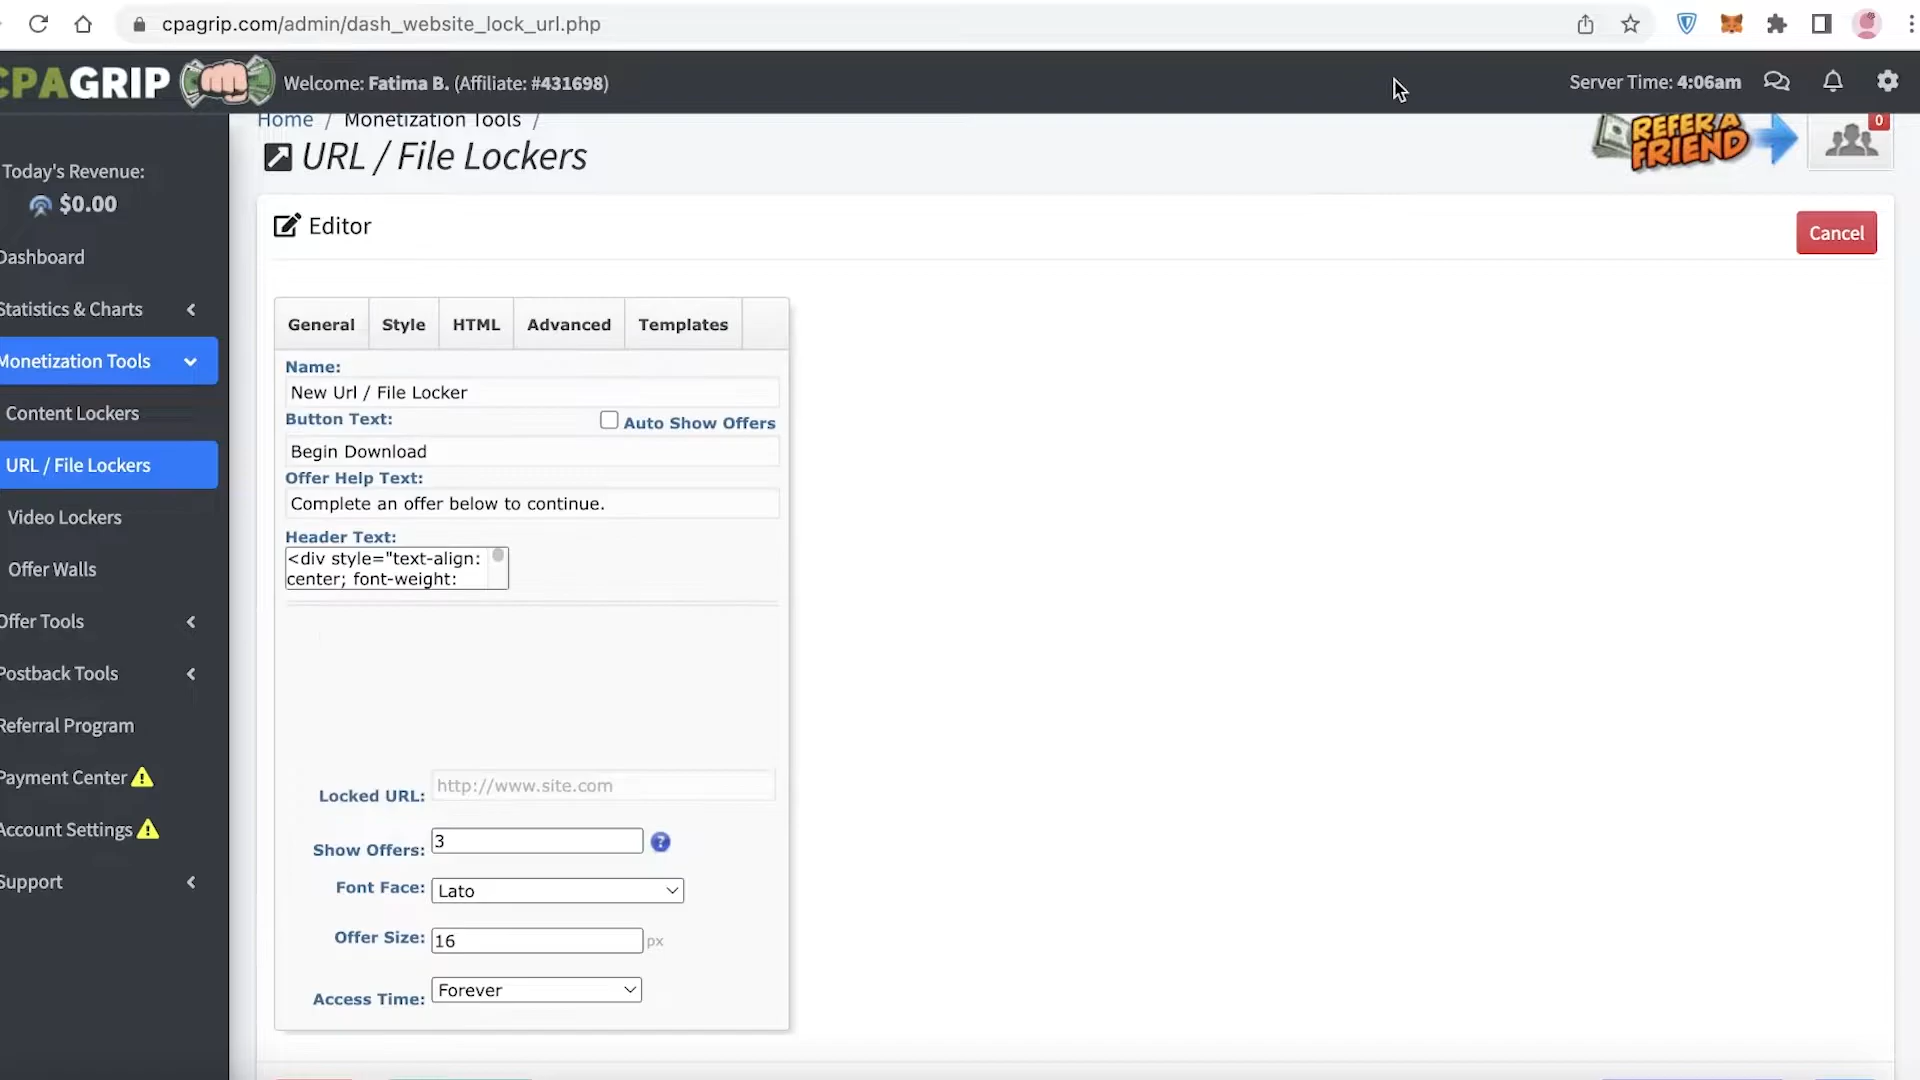 cpagrip.com/admin/dash_website_lock_url.php
CPAGRIP
Welcome: Fatima B. (Affiliate: #431698)
Server Time: 4:06am
Home / Monetization Tools /
URL / File Lockers
REFER A FRIEND
0
Today's Revenue:
$0.00
Dashboard
Statistics & Charts
Monetization Tools
Content Lockers
URL / File Lockers
Video Lockers
Offer Walls
Offer Tools
Postback Tools
Referral Program
Payment Center
Account Settings
Support
Editor
Cancel
General Style HTML Advanced Templates
Name:
New Url / File Locker
Button Text:
Auto Show Offers
Begin Download
Offer Help Text:
Complete an offer below to continue.
Header Text:
<div style="text-align:
center; font-weight:
Locked URL: http://www.site.com
Show Offers: 3 ?
Font Face: Lato
Offer Size: 16 px
Access Time: Forever